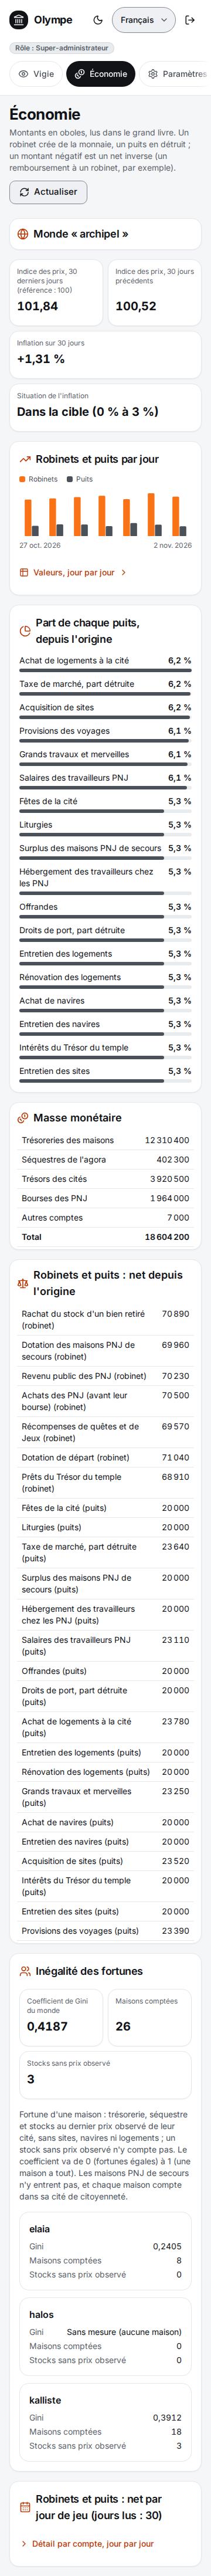 Olympe
Français
Rôle : Super-administrateur
Vigie
Économie
Paramètres
Économie
Montants en oboles, lus dans le grand livre. Un
robinet crée de la monnaie, un puits en détruit ;
un montant négatif est un net inverse (un
remboursement à un robinet, par exemple).
Actualiser
Monde « archipel »
Indice des prix, 30
derniers jours
(référence : 100)
101,84
Indice des prix, 30 jours
précédents
100,52
Inflation sur 30 jours
+1,31 %
Situation de l'inflation
Dans la cible (0 % à 3 %)
Robinets et puits par jour
Robinets
Puits
27 oct. 2026
2 nov. 2026
Valeurs, jour par jour
Part de chaque puits,
depuis l'origine
Achat de logements à la cité 6,2 %
Taxe de marché, part détruite 6,2 %
Acquisition de sites 6,2 %
Provisions des voyages 6,1 %
Grands travaux et merveilles 6,1 %
Salaires des travailleurs PNJ 6,1 %
Fêtes de la cité 5,3 %
Liturgies 5,3 %
Surplus des maisons PNJ de secours 5,3 %
Hébergement des travailleurs chez 5,3 %
les PNJ
Offrandes 5,3 %
Droits de port, part détruite 5,3 %
Entretien des logements 5,3 %
Rénovation des logements 5,3 %
Achat de navires 5,3 %
Entretien des navires 5,3 %
Intérêts du Trésor du temple 5,3 %
Entretien des sites 5,3 %
Masse monétaire
Trésoreries des maisons 12 310 400
Séquestres de l'agora 402 300
Trésors des cités 3 920 500
Bourses des PNJ 1 964 000
Autres comptes 7 000
Total 18 604 200
Robinets et puits : net depuis
l'origine
Rachat du stock d'un bien retiré 70 890
(robinet)
Dotation des maisons PNJ de 69 960
secours (robinet)
Revenu public des PNJ (robinet) 70 230
Achats des PNJ (avant leur 70 500
bourse) (robinet)
Récompenses de quêtes et de 69 570
Jeux (robinet)
Dotation de départ (robinet) 71 040
Prêts du Trésor du temple 68 910
(robinet)
Fêtes de la cité (puits) 20 000
Liturgies (puits) 20 000
Taxe de marché, part détruite 23 640
(puits)
Surplus des maisons PNJ de 20 000
secours (puits)
Hébergement des travailleurs 20 000
chez les PNJ (puits)
Salaires des travailleurs PNJ 23 110
(puits)
Offrandes (puits) 20 000
Droits de port, part détruite 20 000
(puits)
Achat de logements à la cité 23 780
(puits)
Entretien des logements (puits) 20 000
Rénovation des logements (puits) 20 000
Grands travaux et merveilles 23 250
(puits)
Achat de navires (puits) 20 000
Entretien des navires (puits) 20 000
Acquisition de sites (puits) 23 520
Intérêts du Trésor du temple 20 000
(puits)
Entretien des sites (puits) 20 000
Provisions des voyages (puits) 23 390
Inégalité des fortunes
Coefficient de Gini
du monde
0,4187
Maisons comptées
26
Stocks sans prix observé
3
Fortune d'une maison : trésorerie, séquestre
et stocks au dernier prix observé de leur
cité, sans sites, navires ni logements ; un
stock sans prix observé n'y compte pas. Le
coefficient va de 0 (fortunes égales) à 1 (une
maison a tout). Les maisons PNJ de secours
n'y entrent pas, et chaque maison compte
dans sa cité de citoyenneté.
elaia
Gini 0,2405
Maisons comptées 8
Stocks sans prix observé 0
halos
Gini Sans mesure (aucune maison)
Maisons comptées 0
Stocks sans prix observé 0
kalliste
Gini 0,3912
Maisons comptées 18
Stocks sans prix observé 3
Robinets et puits : net par
jour de jeu (jours lus : 30)
Détail par compte, jour par jour